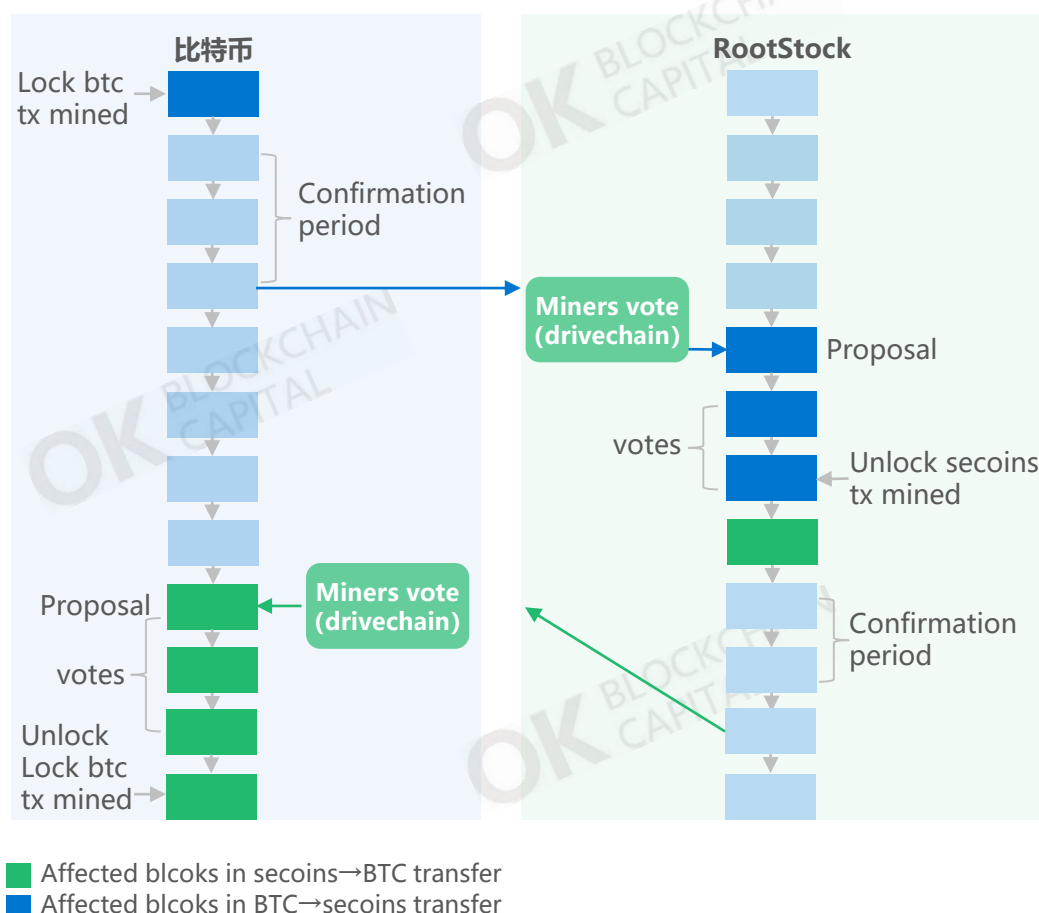 比特币
RootStock
Lock btc
tx mined
Confirmation
period
Miners vote
(drivechain)
Proposal
votes
Unlock secoins
tx mined
Proposal
Miners vote
(drivechain)
votes
Confirmation
period
Unlock
Lock btc
tx mined
Affected blcoks in secoins→BTC transfer
Affected blcoks in BTC→secoins transfer
OK BLOCKCHAIN
CAPITAL
OK BLOCKCHAIN
CAPITAL
OK BLOCKCHAIN
CAPITAL